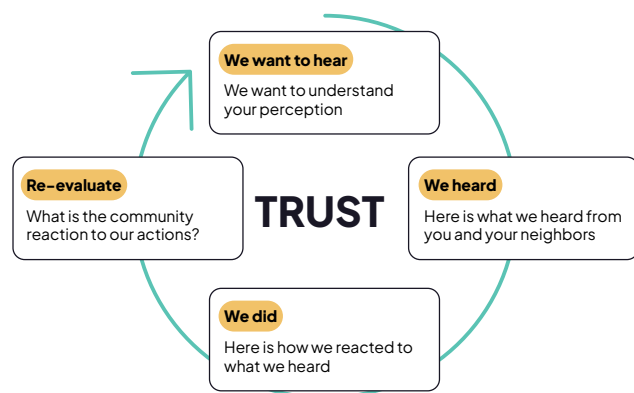 We want to hear
We want to understand
your perception
Re-evaluate
What is the community
reaction to our actions?
TRUST
We heard
Here is what we heard from
you and your neighbors
We did
Here is how we reacted to
what we heard